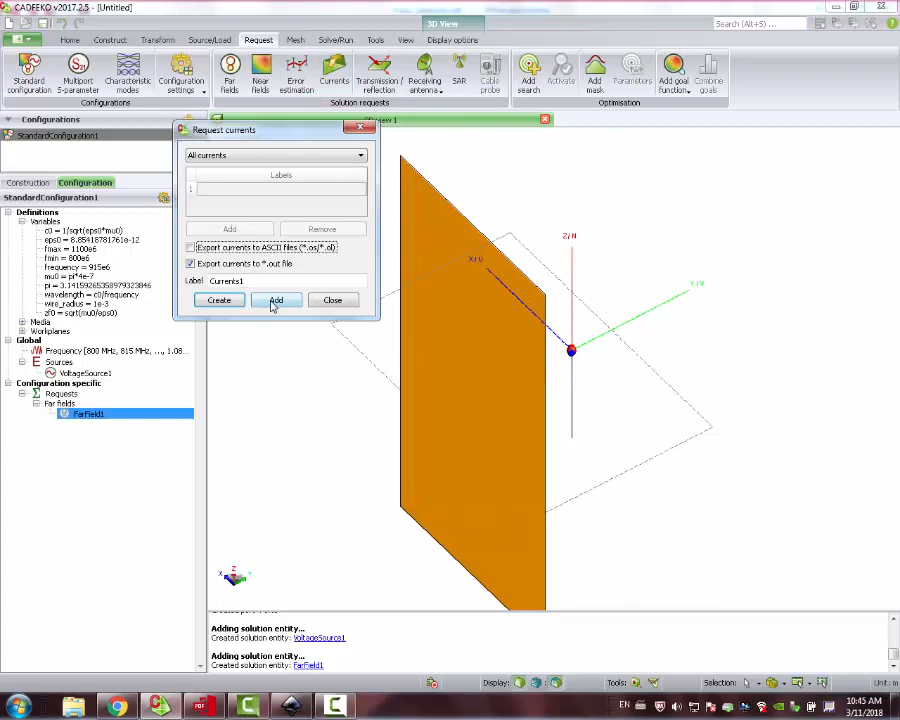 CADFEKO v2017.2.5 - [Untitled]
3D View
Home Construct Transform Source/Load Request Mesh Solve/Run Tools View Display options
Search (Alt+S) ...
Standard configuration
Multiport S-parameter
Characteristic modes
Configuration settings
Far fields
Near fields
Error estimation
Currents
Transmission / reflection
Receiving antenna
SAR
Cable probe
Add search
Activate
Add mask
Parameters
Add goal function
Combine goals
Configurations
Solution requests
Optimisation
Configurations
StandardConfiguration1
Construction Configuration
StandardConfiguration1
Definitions
Variables
c0 = 1/sqrt(eps0*mu0)
eps0 = 8.85418781761e-12
fmax = 1100e6
fmin = 800e6
frequency = 915e6
mu0 = pi*4e-7
pi = 3.14159265358979323846
wavelength = c0/frequency
wire_radius = 1e-3
zf0 = sqrt(mu0/eps0)
Media
Workplanes
Global
Frequency [800 MHz, 815 MHz, ..., 1.08...
Sources
VoltageSource1
Configuration specific
Requests
Far fields
FarField1
Request currents
All currents
Labels
1
Add Remove
Export currents to ASCII files (*.os/*.ol)
Export currents to *.out file
Label Currents1
Create Add Close
view 1
Z/N
X/U
Y/V
Z
X
Y
Adding solution entity...
Created solution entity: VoltageSource1
Adding solution entity...
Created solution entity: FarField1
Display: Tools: Selection: Unit: m
EN
10:45 AM
3/11/2018